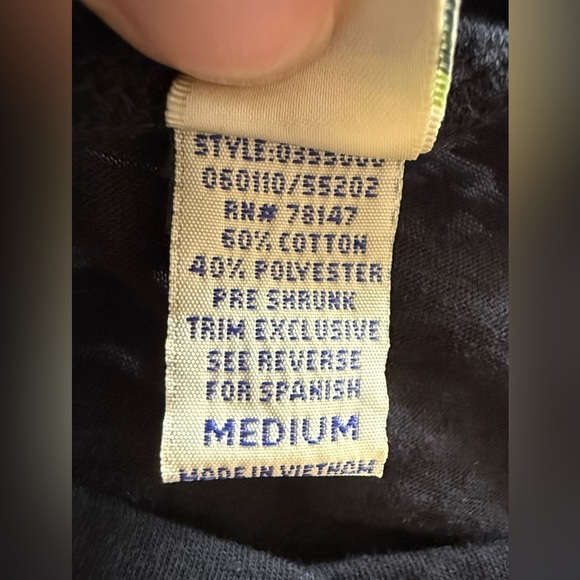 060110/55202
RN# 78147
60% COTTON
40% POLYESTER
PRE SHRUNK
TRIM EXCLUSIVE
SEE REVERSE
FOR SPANISH
MEDIUM
MADE IN VIETNAM